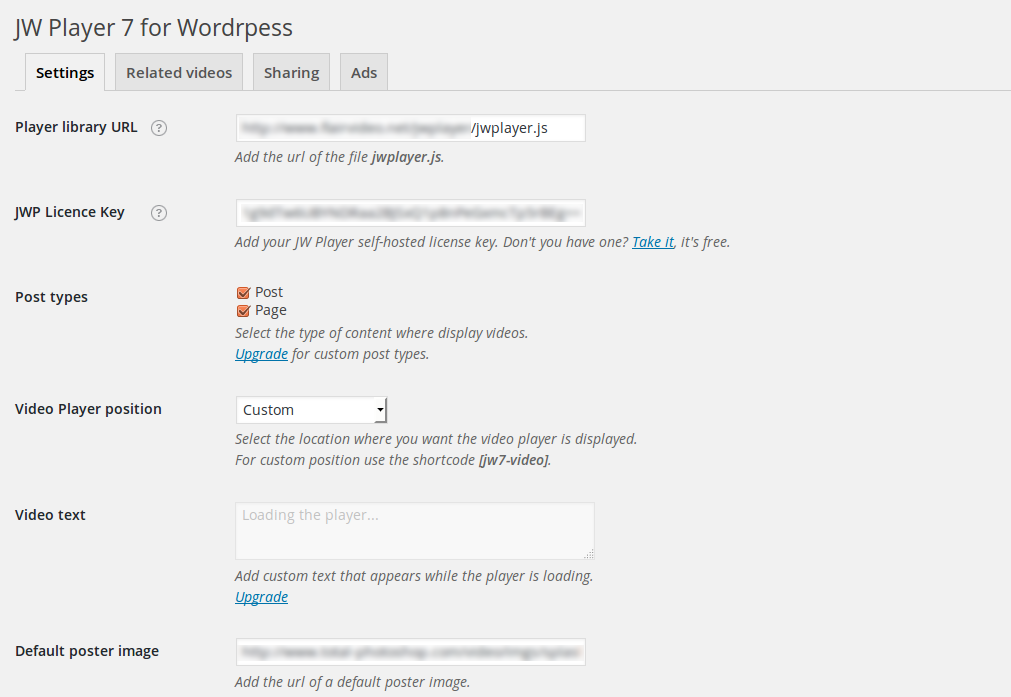 JW Player 7 for Wordrpess
Settings Related videos Sharing Ads
Player library URL ? /jwplayer.js
Add the url of the file jwplayer.js.
JWP Licence Key ?
Add your JW Player self-hosted license key. Don't you have one? Take it, it's free.
Post types
Post
Page
Select the type of content where display videos.
Upgrade for custom post types.
Video Player position Custom
Select the location where you want the video player is displayed.
For custom position use the shortcode [jw7-video].
Video text Loading the player...
Add custom text that appears while the player is loading.
Upgrade
Default poster image
Add the url of a default poster image.